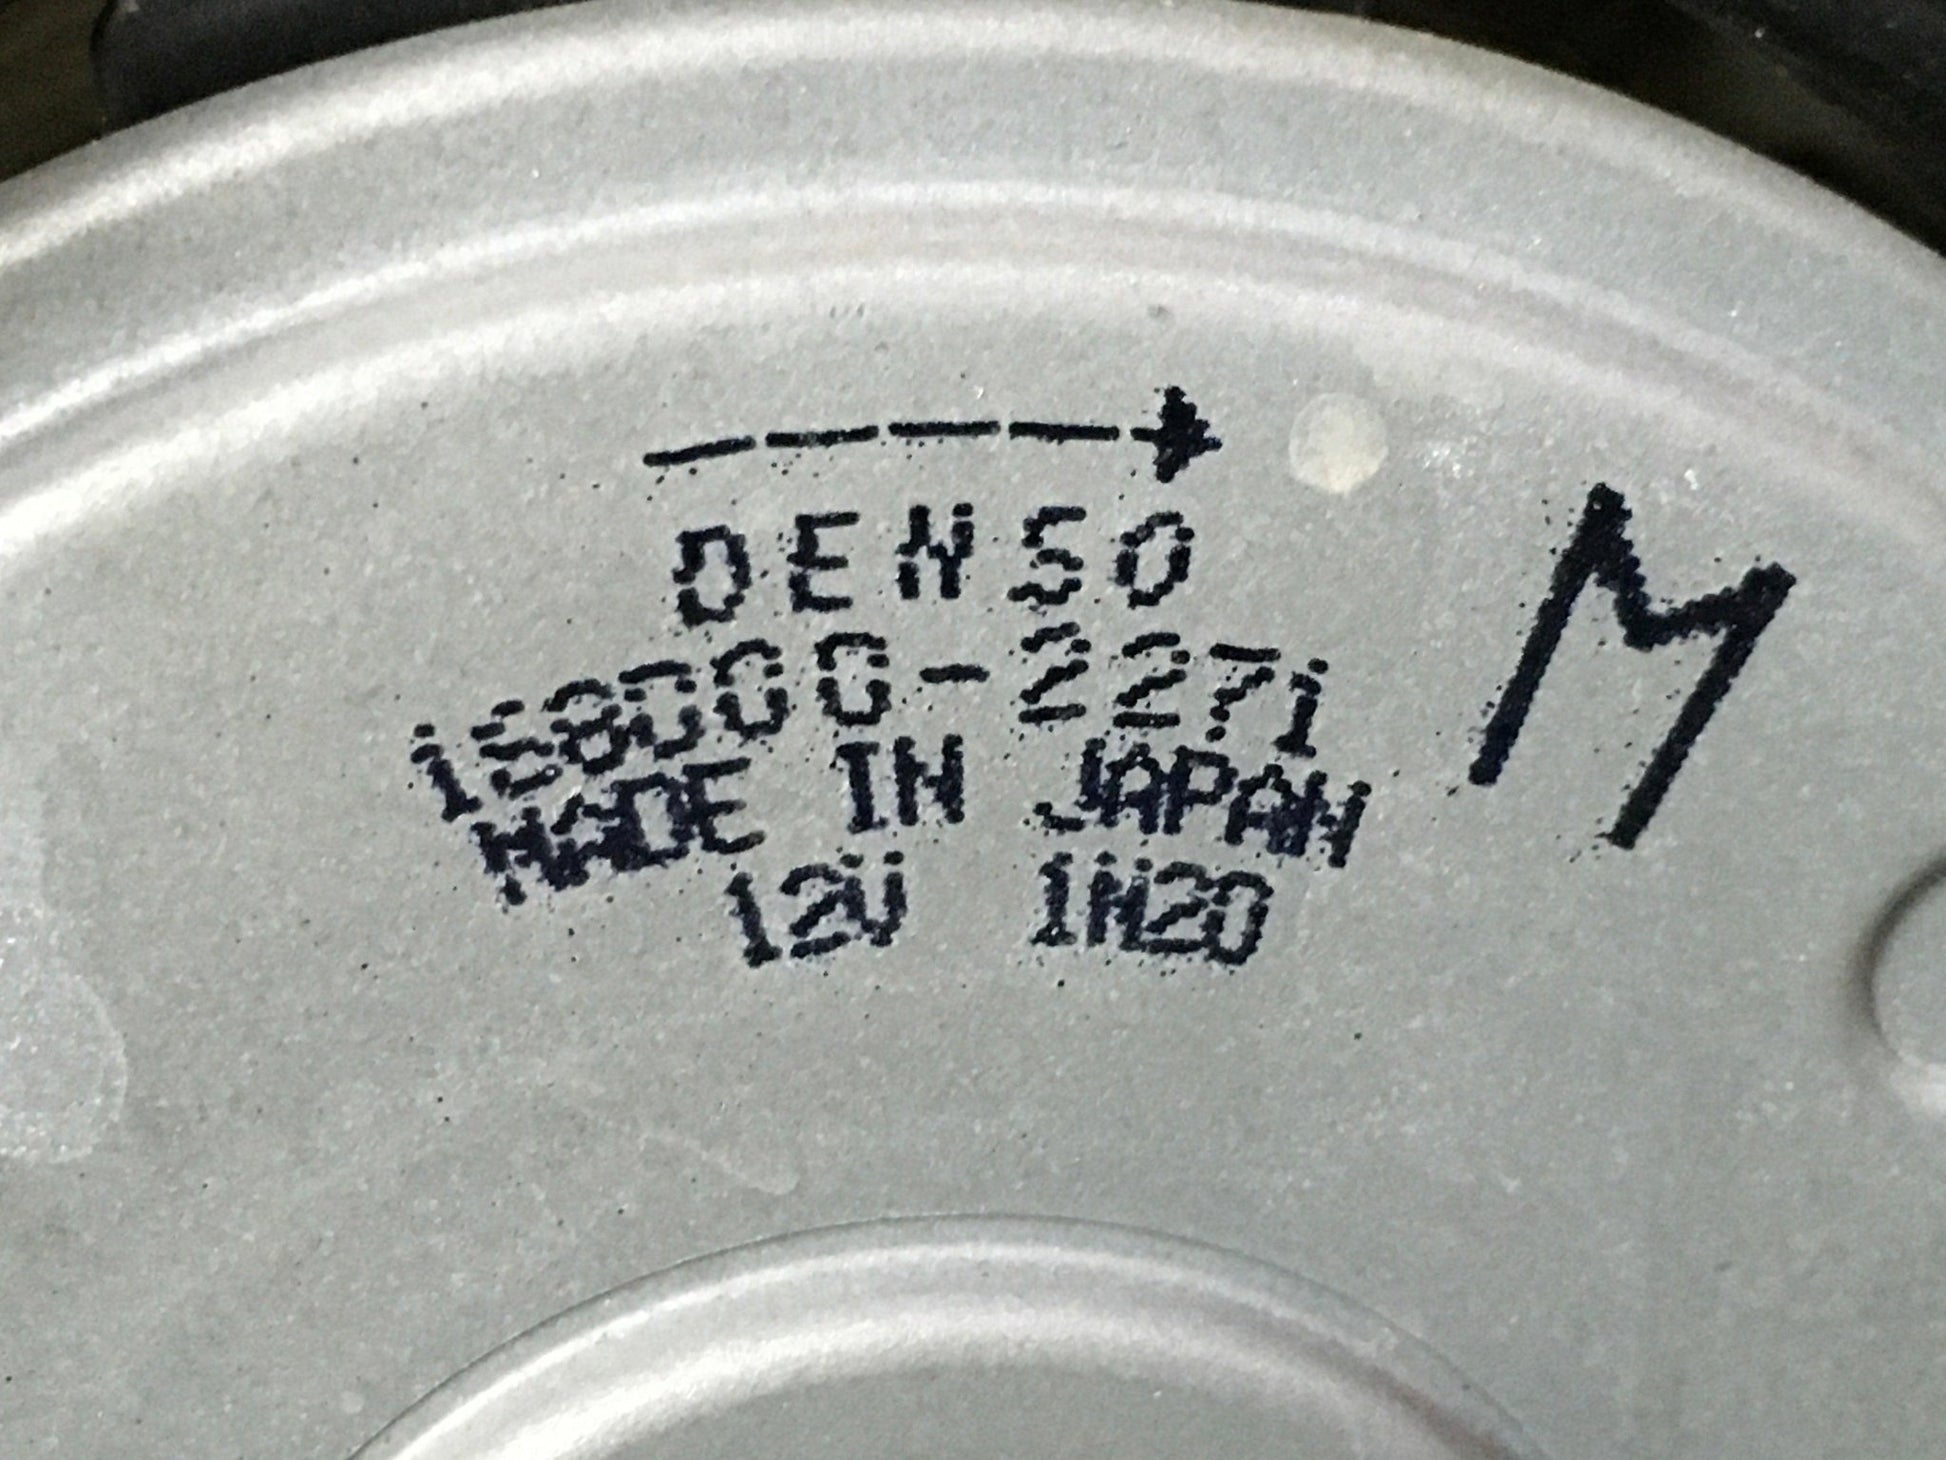 DENSO
168000-2271
MADE IN JAPAN
12V 1H20
M